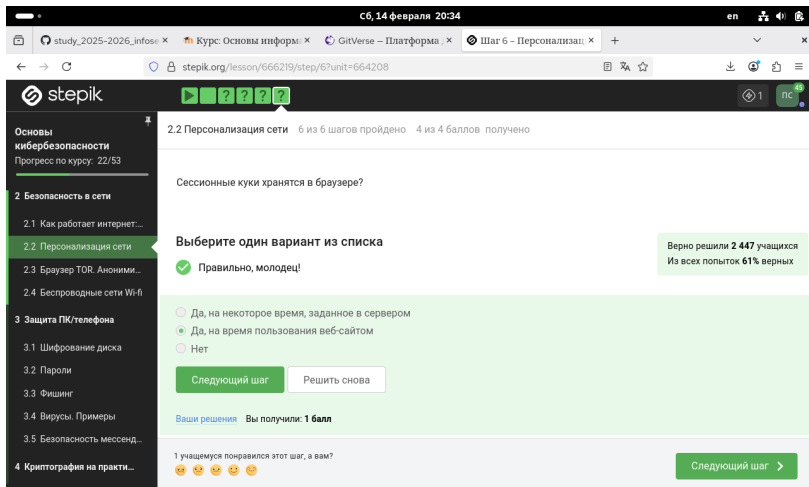 Сб, 14 февраля 20:34
en
study_2025-2026_infose
Курс: Основы информа
GitVerse – Платформа д
Шаг 6 – Персонализаци
stepik.org/lesson/666219/step/6?unit=664208
stepik
? ? ? ?
1
ПС
45
Основы
кибербезопасности
Прогресс по курсу: 22/53
2 Безопасность в сети
2.1 Как работает интернет:...
2.2 Персонализация сети
2.3 Браузер TOR. Анонími...
2.4 Беспроводные сети Wi-fi
3 Защита ПК/телефона
3.1 Шифрование диска
3.2 Пароли
3.3 Фишинг
3.4 Вирусы. Примеры
3.5 Безопасность мессенд...
4 Криптография на практи...
2.2 Персонализация сети 6 из 6 шагов пройдено 4 из 4 баллов получено
Сессионные куки хранятся в браузере?
Выберите один вариант из списка
Правильно, молодец!
Верно решили 2 447 учащихся
Из всех попыток 61% верных
Да, на некоторое время, заданное в сервером
Да, на время пользования веб-сайтом
Нет
Следующий шаг
Решить снова
Ваши решения Вы получили: 1 балл
1 учащемуся понравился этот шаг, а вам?
Следующий шаг